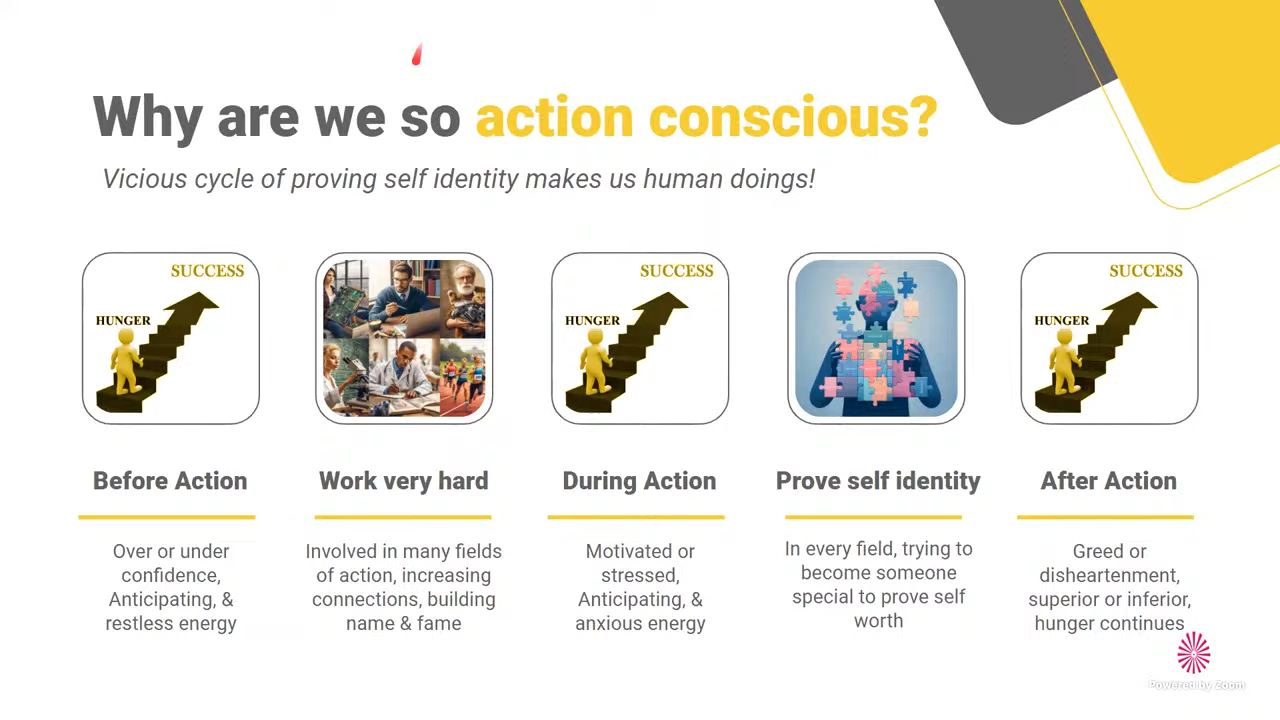 Why are we so action conscious?
Vicious cycle of proving self identity makes us human doings!
SUCCESS
HUNGER
SUCCESS
HUNGER
SUCCESS
HUNGER
Before Action
Over or under
confidence,
Anticipating, &
restless energy
Work very hard
Involved in many fields
of action, increasing
connections, building
name & fame
During Action
Motivated or
stressed,
Anticipating, &
anxious energy
Prove self identity
In every field, trying to
become someone
special to prove self
worth
After Action
Greed or
disheartenment,
superior or inferior,
hunger continues
Powered by Zoom